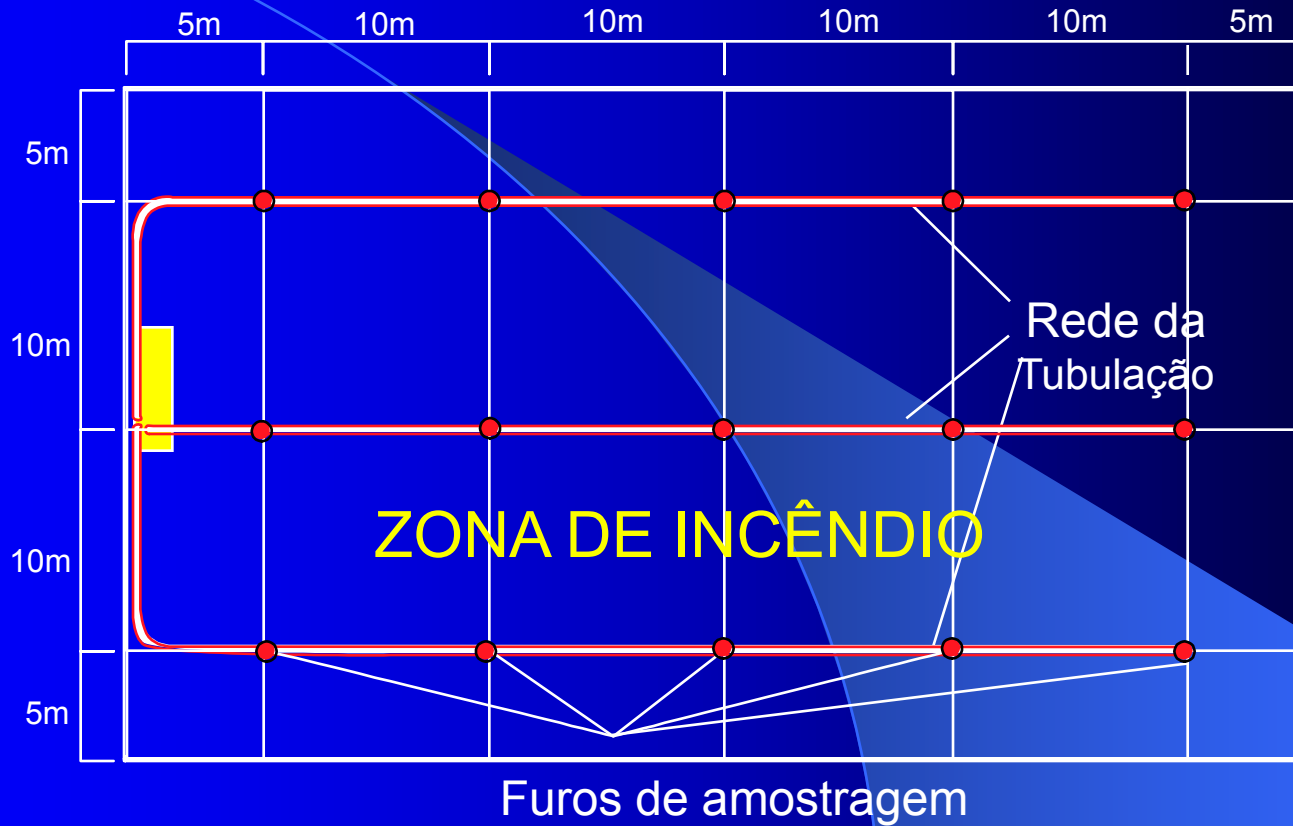 5m
10m
10m
10m
10m
5m
5m
10m
10m
5m
Rede da
Tubulação
ZONA DE INCÊNDIO
Furos de amostragem